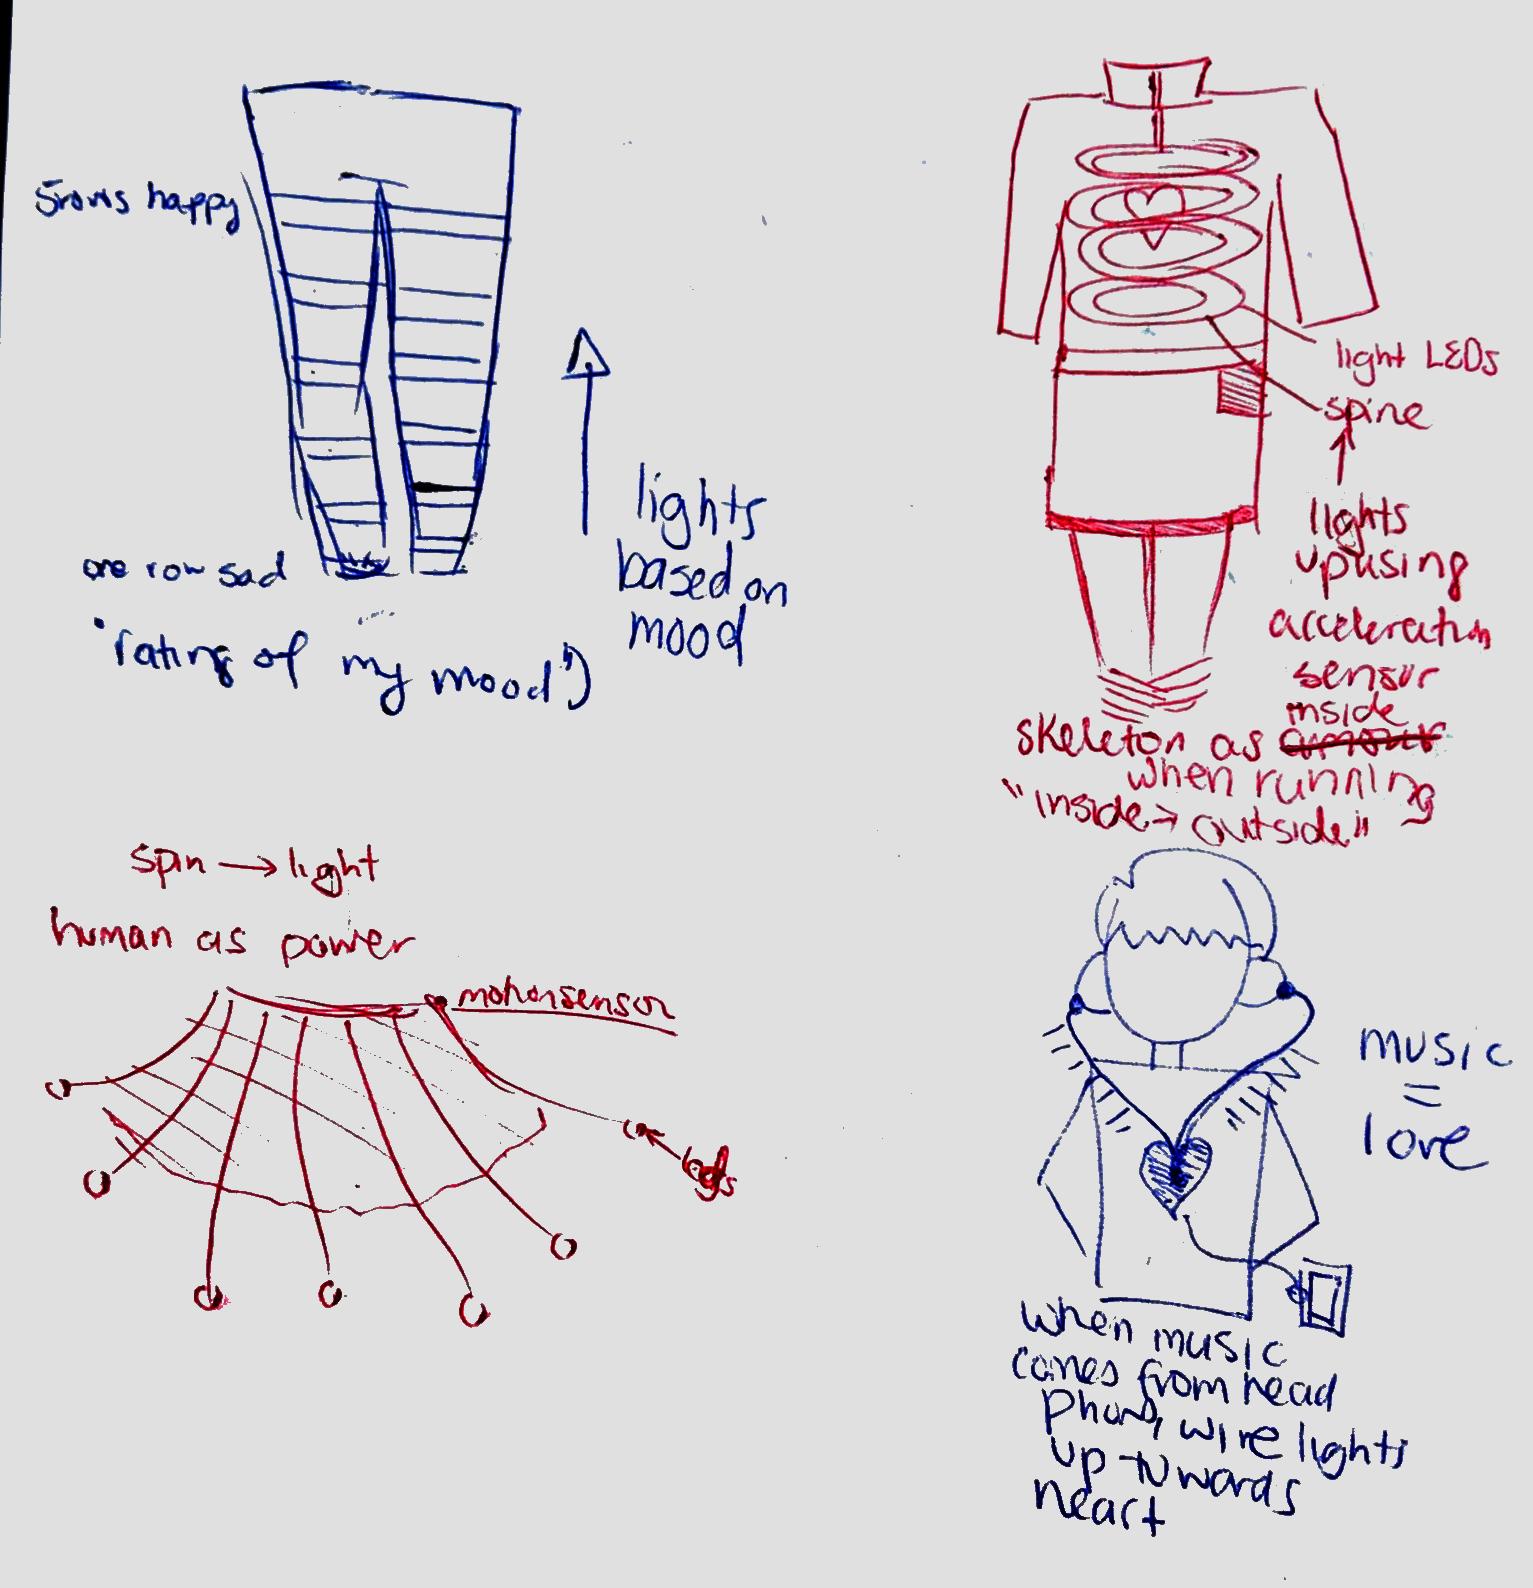 5rows happy
one row sad
"rating of my mood")
lights
based on
mood
light LEDs
spine
lights
up using
acceleration
sensor
inside
skeleton as armour
when running
"inside → outside"
spin → light
human as power
motionsensor
music
=
love
when music
comes from head
phone, wire lights
up towards
heart